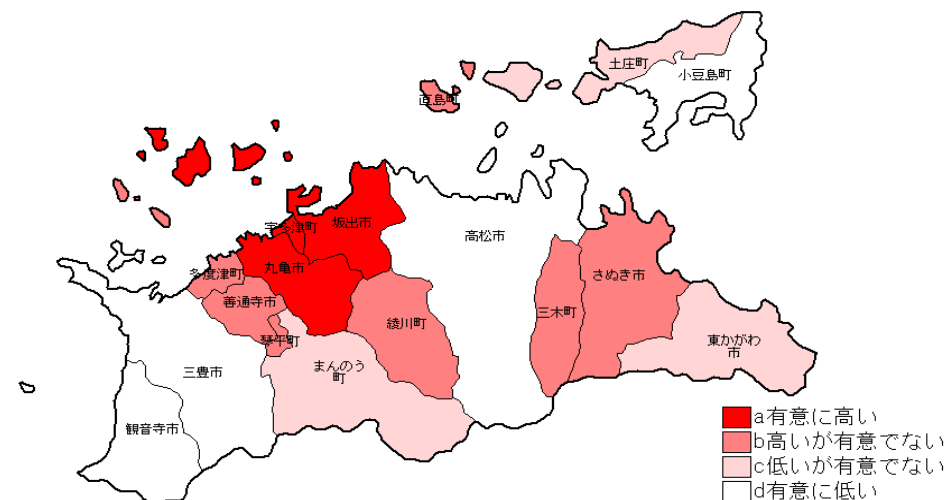 土庄町
小豆島町
直島町
宇多津町
坂出市
高松市
丸亀市
多度津町
さぬき市
善通寺市
三木町
綾川町
琴平町
東かがわ
市
まんのう
町
三豊市
観音寺市
a有意に高い
b高いが有意でない
c低いが有意でない
d有意に低い